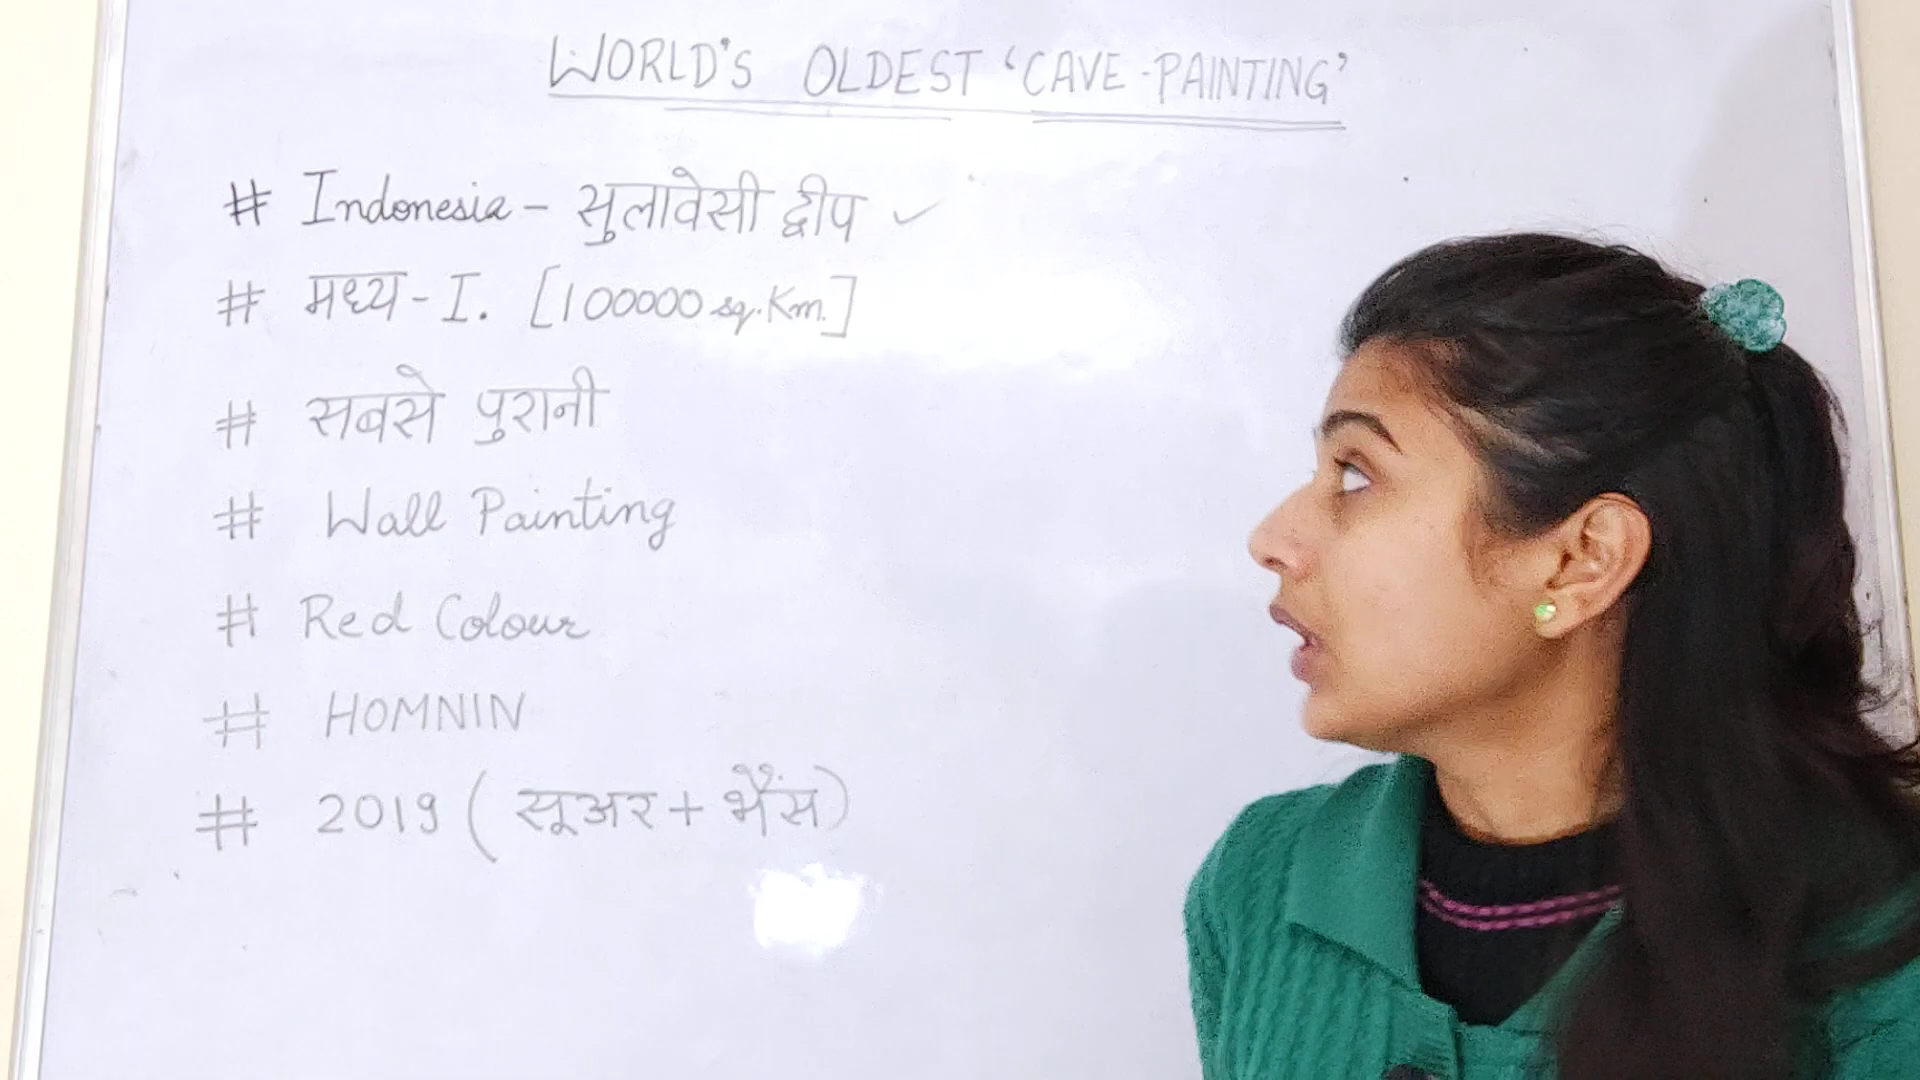 WORLD'S OLDEST 'CAVE-PAINTING'
# Indonesia - सुलावेसी द्वीप ✓
# मध्य - I. [100000 sq. Km.]
# सबसे पुरानी
# Wall Painting
# Red Colour
# HOMNIN
# 2019 ( सूअर + भैंस )